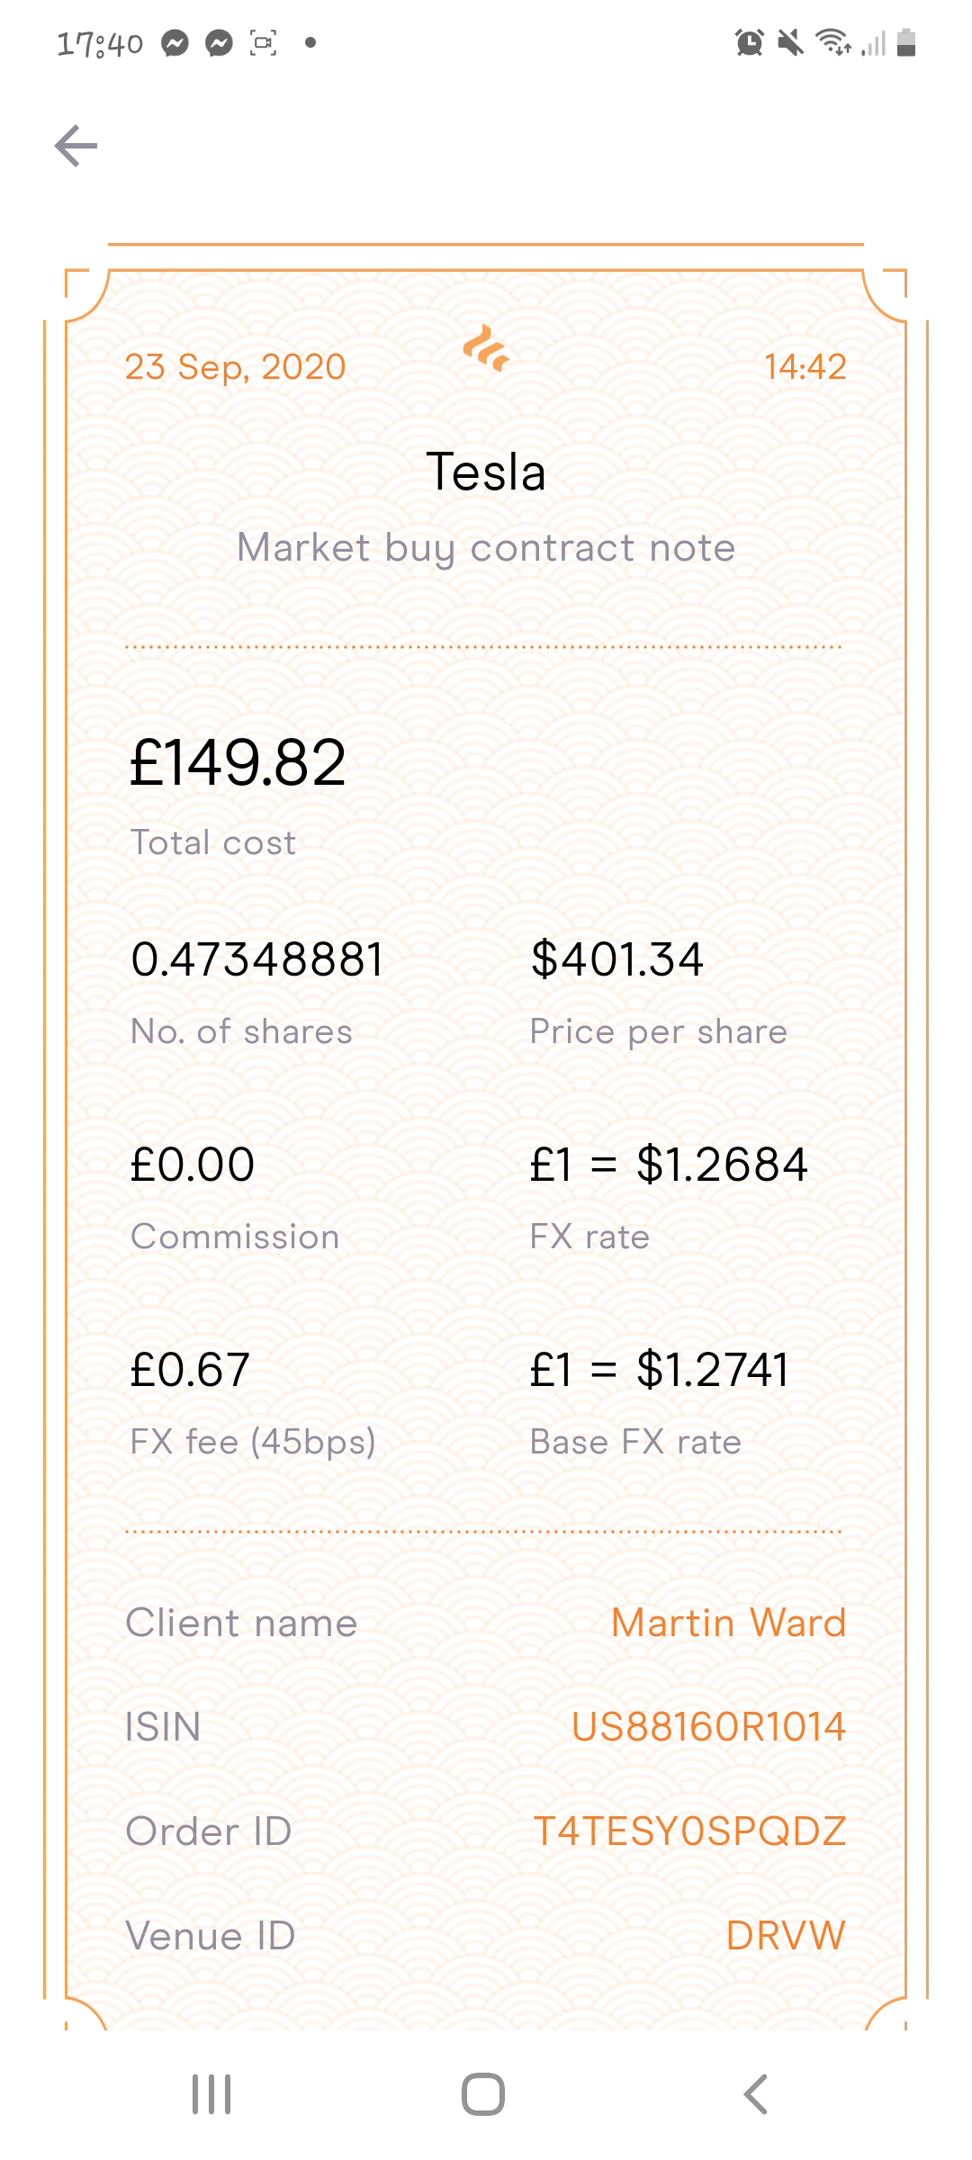 17:40
23 Sep, 2020 14:42
Tesla
Market buy contract note
£149.82
Total cost
0.47348881 $401.34
No. of shares Price per share
£0.00 £1 = $1.2684
Commission FX rate
£0.67 £1 = $1.2741
FX fee (45bps) Base FX rate
Client name Martin Ward
ISIN US88160R1014
Order ID T4TESY0SPQDZ
Venue ID DRVW